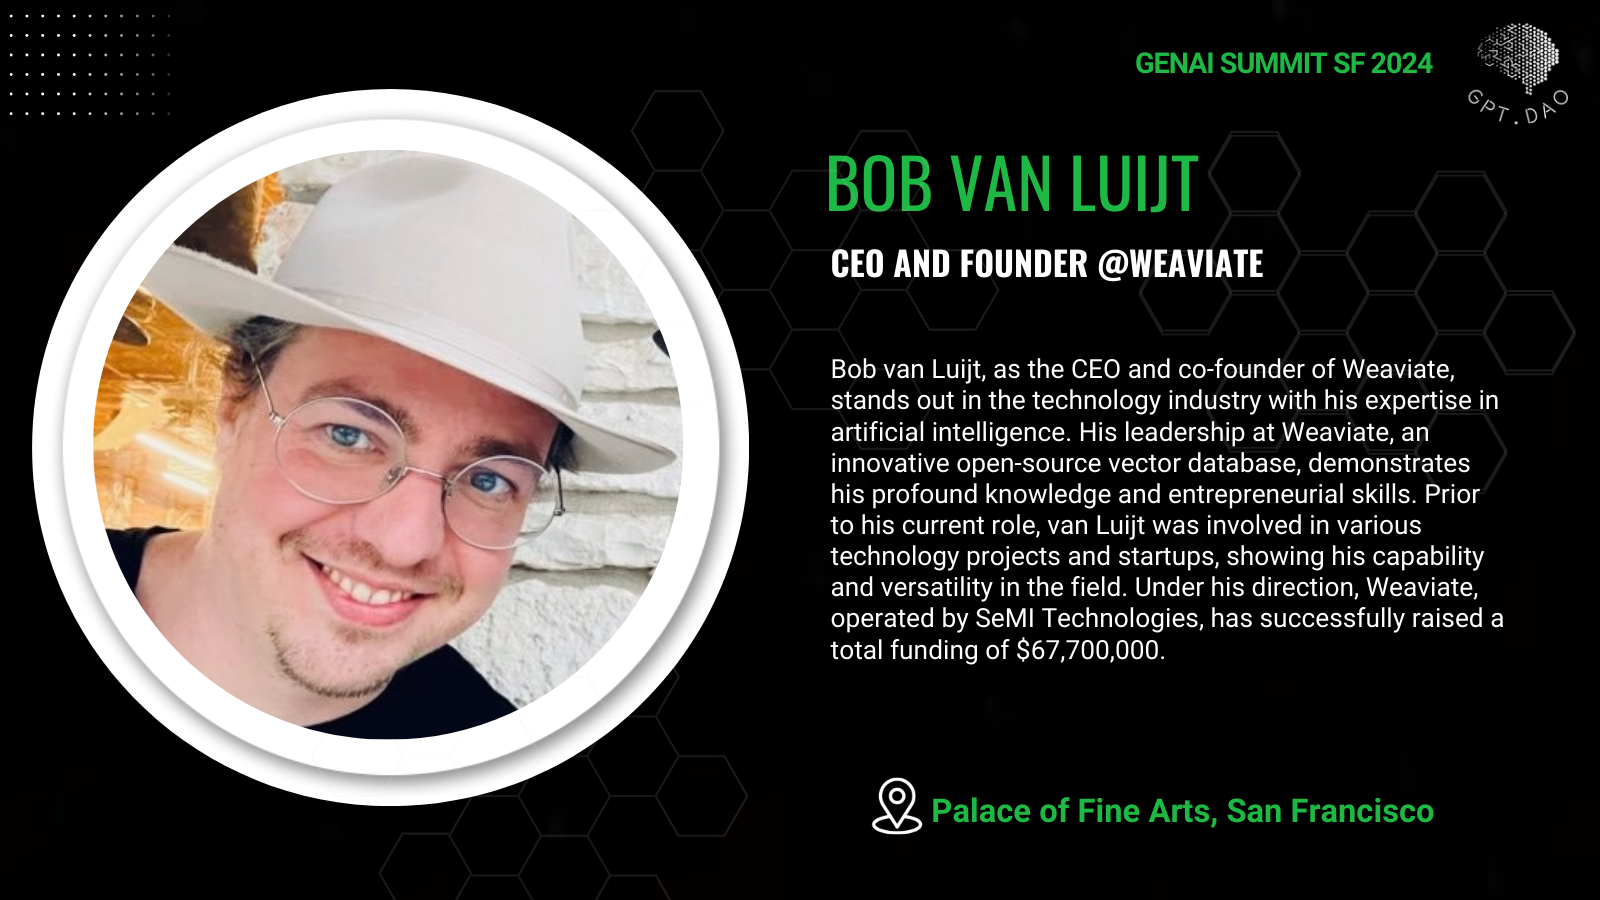 GENAI SUMMIT SF 2024
GPT.DAO
BOB VAN LUIJT
CEO AND FOUNDER @WEAVIATE
Bob van Luijt, as the CEO and co-founder of Weaviate,
stands out in the technology industry with his expertise in
artificial intelligence. His leadership at Weaviate, an
innovative open-source vector database, demonstrates
his profound knowledge and entrepreneurial skills. Prior
to his current role, van Luijt was involved in various
technology projects and startups, showing his capability
and versatility in the field. Under his direction, Weaviate,
operated by SeMI Technologies, has successfully raised a
total funding of $67,700,000.
Palace of Fine Arts, San Francisco